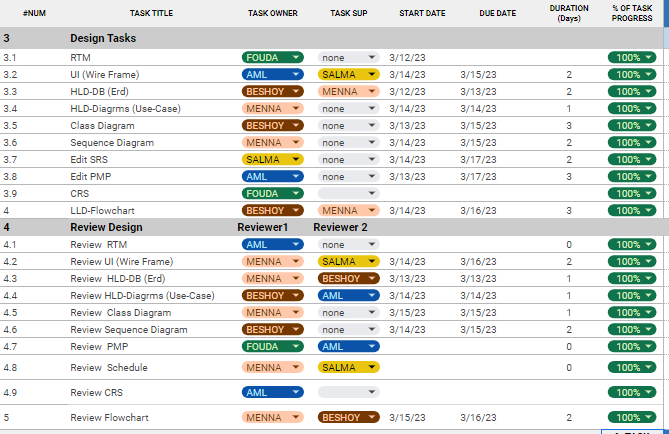 #NUM TASK TITLE TASK OWNER TASK SUP START DATE DUE DATE DURATION (Days) % OF TASK PROGRESS
3 Design Tasks
3.1 RTM FOUDA none 3/12/23 100%
3.2 UI (Wire Frame) AML SALMA 3/14/23 3/15/23 2 100%
3.3 HLD-DB (Erd) BESHOY MENNA 3/12/23 3/13/23 2 100%
3.4 HLD-Diagrms (Use-Case) MENNA none 3/14/23 3/14/23 1 100%
3.5 Class Diagram BESHOY none 3/13/23 3/15/23 3 100%
3.6 Sequence Diagram MENNA none 3/14/23 3/15/23 2 100%
3.7 Edit SRS SALMA none 3/14/23 3/17/23 2 100%
3.8 Edit PMP AML none 3/13/23 3/17/23 3 100%
3.9 CRS FOUDA 100%
4 LLD-Flowchart BESHOY MENNA 3/14/23 3/16/23 3 100%
4 Review Design Reviewer1 Reviewer 2
4.1 Review RTM AML none 0 100%
4.2 Review UI (Wire Frame) MENNA SALMA 3/14/23 3/16/23 2 100%
4.3 Review HLD-DB (Erd) MENNA BESHOY 3/13/23 3/13/23 1 100%
4.4 Review HLD-Diagrms (Use-Case) BESHOY AML 3/14/23 3/14/23 1 100%
4.5 Review Class Diagram MENNA none 3/15/23 3/15/23 1 100%
4.6 Review Sequence Diagram BESHOY none 3/14/23 3/15/23 2 100%
4.7 Review PMP FOUDA AML 0 100%
4.8 Review Schedule MENNA SALMA 0 100%
4.9 Review CRS AML 100%
5 Review Flowchart MENNA BESHOY 3/15/23 3/16/23 2 100%